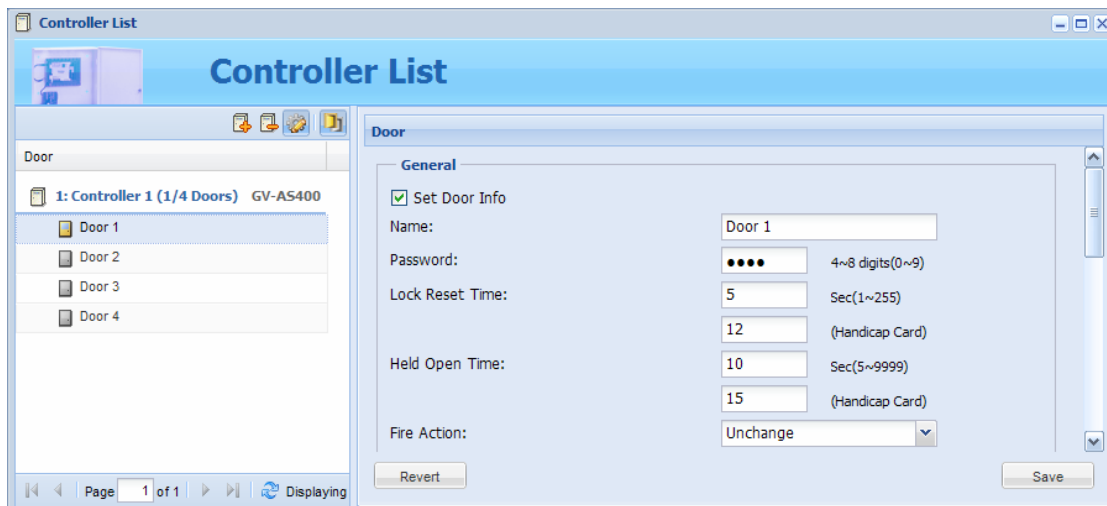 Controller List
Controller List
Door
1: Controller 1 (1/4 Doors) GV-AS400
Door 1
Door 2
Door 3
Door 4
Page 1 of 1 Displaying
Door
General
Set Door Info
Name: Door 1
Password: •••• 4~8 digits(0~9)
Lock Reset Time: 5 Sec(1~255)
12 (Handicap Card)
Held Open Time: 10 Sec(5~9999)
15 (Handicap Card)
Fire Action: Unchange
Revert Save